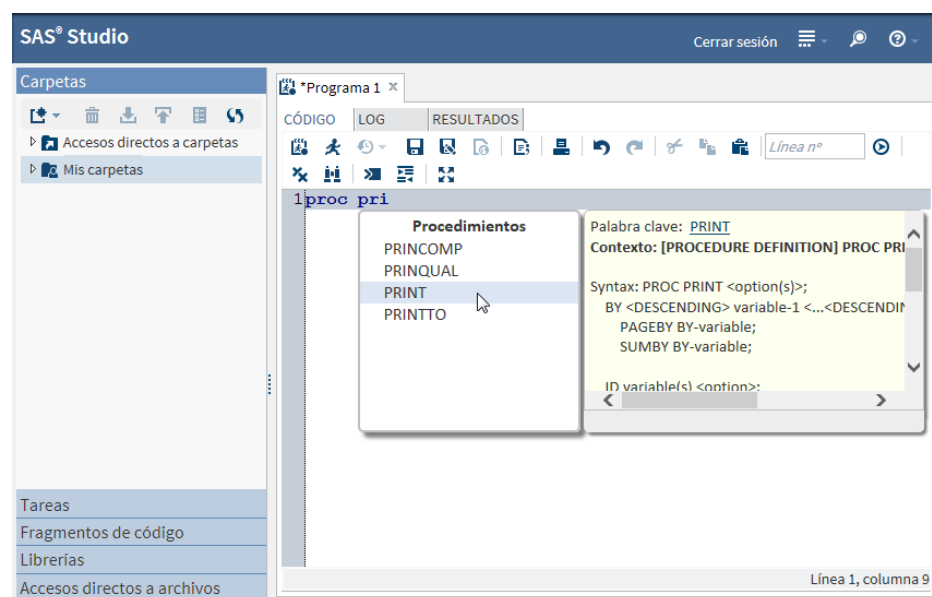 SAS® Studio
Cerrar sesión
Carpetas
Accesos directos a carpetas
Mis carpetas
Tareas
Fragmentos de código
Librerías
Accesos directos a archivos
*Programa 1 x
CÓDIGO LOG RESULTADOS
Línea nº
1 proc pri
Procedimientos
PRINCOMP
PRINQUAL
PRINT
PRINTTO
Palabra clave: PRINT
Contexto: [PROCEDURE DEFINITION] PROC PRI
Syntax: PROC PRINT <option(s)>;
BY <DESCENDING> variable-1 <...<DESCENDIN
PAGEBY BY-variable;
SUMBY BY-variable;
ID variable(s) <option>;
Línea 1, columna 9